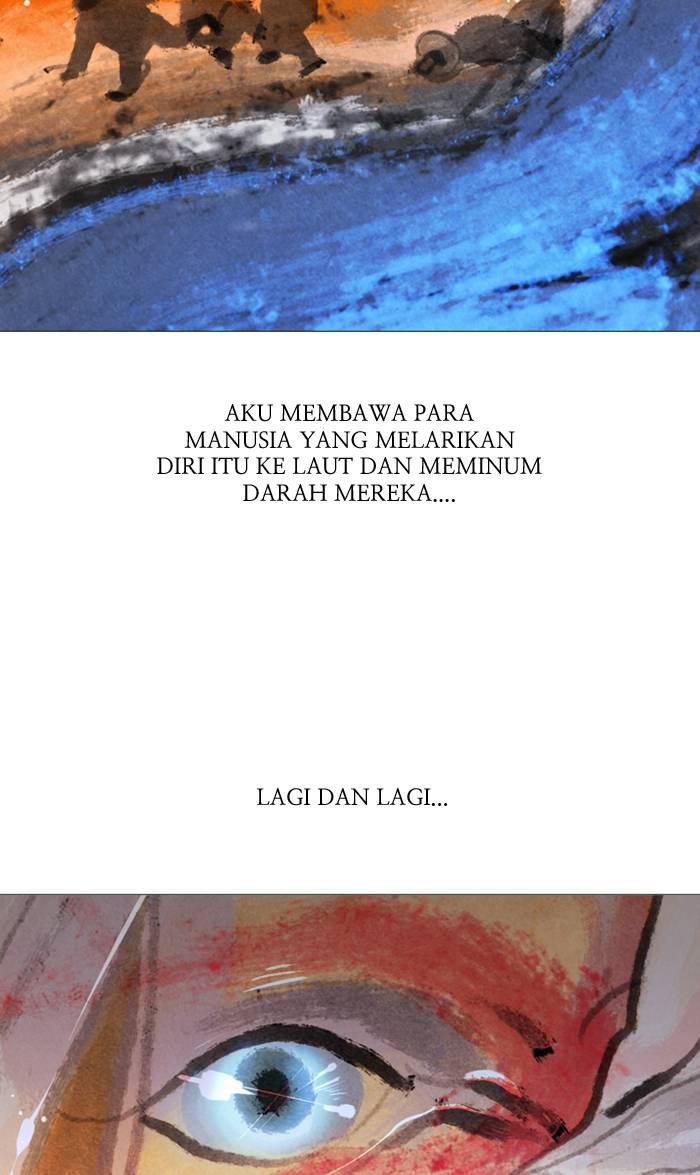 AKU MEMBAWA PARA
MANUSIA YANG MELARIKAN
DIRI ITU KE LAUT DAN MEMINUM
DARAH MEREKA....
LAGI DAN LAGI...